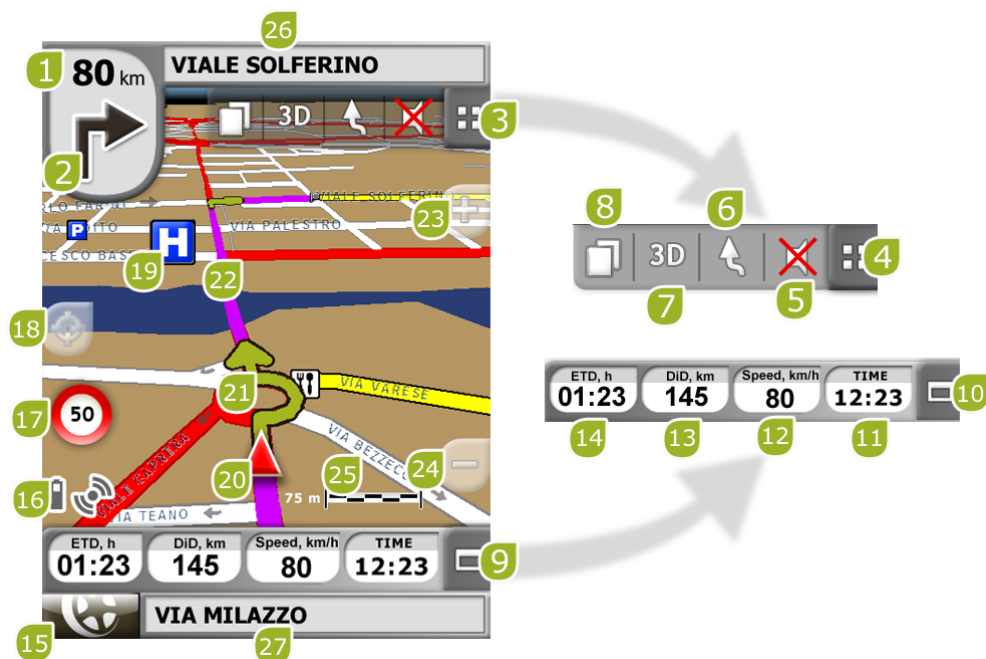 26
1
80 km
VIALE SOLFERINO
2
3D
3
VIALE SOLFERINO
23
P
VIA PALESTRO
H
19
22
18
21
VIA VARESE
17
50
VIALE CAPRERA
20
25
24
75 m
16
VIA TEANO
ETD, h
01:23
DiD, km
145
Speed, km/h
80
TIME
12:23
9
15
VIA MILAZZO
27
8
6
3D
4
7
5
ETD, h
01:23
DiD, km
145
Speed, km/h
80
TIME
12:23
10
14
13
12
11